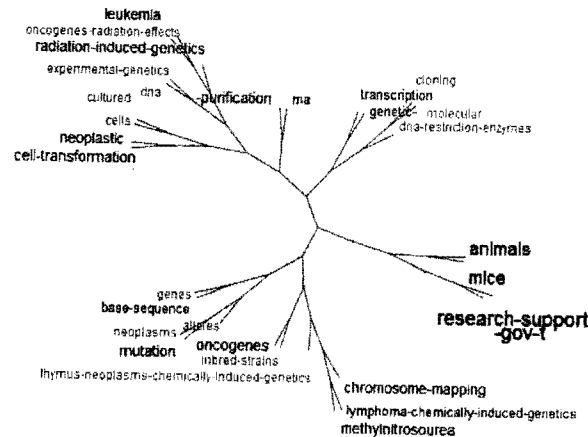 leukemia
oncogenes-radiation-effects
radiation-induced-genetics
experimental-genetics
dna
cultured
-purification
rna
cells
neoplastic
cell-transformation
cloning
transcription
genetic-
molecular
dna-restriction-enzymes
animals
mice
research-support
-gov-t
genes
base-sequence
alleles
neoplasms
mutation
oncogenes
inbred-strains
thymus-neoplasms-chemically-induced-genetics
chromosome-mapping
lymphoma-chemically-induced-genetics
methylnitrosourea